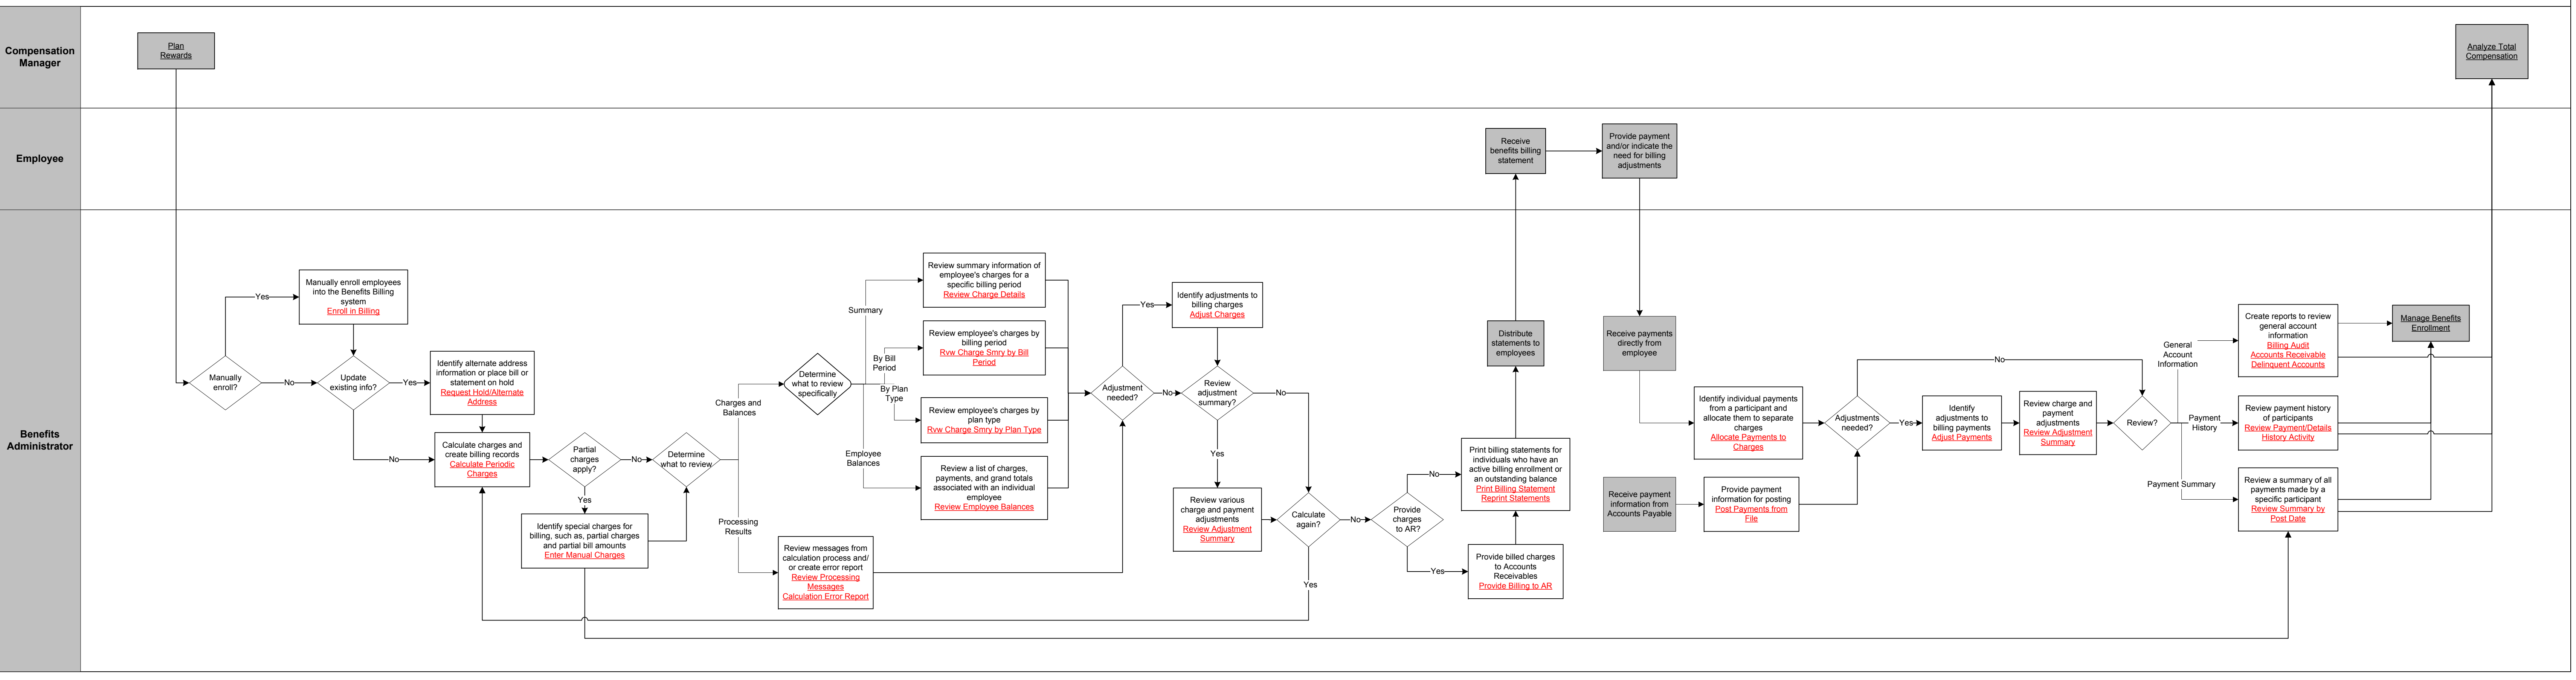 Compensation
Manager
Plan
Rewards
Analyze Total
Compensation
Employee
Receive
benefits billing
statement
Provide payment
and/or indicate the
need for billing
adjustments
Benefits
Administrator
Manually
enroll?
Yes
No
Manually enroll employees
into the Benefits Billing
system
Enroll in Billing
Update
existing info?
Yes
No
Identify alternate address
information or place bill or
statement on hold
Request Hold/Alternate
Address
Calculate charges and
create billing records
Calculate Periodic
Charges
Partial
charges
apply?
No
Yes
Identify special charges for
billing, such as, partial charges
and partial bill amounts
Enter Manual Charges
Determine
what to review
Charges and
Balances
Processing
Results
Determine
what to review
specifically
Summary
By Bill
Period
By Plan
Type
Employee
Balances
Review summary information of
employee's charges for a
specific billing period
Review Charge Details
Review employee's charges by
billing period
Rvw Charge Smry by Bill
Period
Review employee's charges by
plan type
Rvw Charge Smry by Plan Type
Review a list of charges,
payments, and grand totals
associated with an individual
employee
Review Employee Balances
Review messages from
calculation process and/
or create error report
Review Processing
Messages
Calculation Error Report
Adjustment
needed?
Yes
No
Identify adjustments to
billing charges
Adjust Charges
Review
adjustment
summary?
No
Yes
Review various
charge and payment
adjustments
Review Adjustment
Summary
Calculate
again?
No
Yes
Provide
charges
to AR?
No
Yes
Print billing statements for
individuals who have an
active billing enrollment or
an outstanding balance
Print Billing Statement
Reprint Statements
Provide billed charges
to Accounts
Receivables
Provide Billing to AR
Distribute
statements to
employees
Receive payments
directly from
employee
Receive payment
information from
Accounts Payable
Identify individual payments
from a participant and
allocate them to separate
charges
Allocate Payments to
Charges
Provide payment
information for posting
Post Payments from
File
Adjustments
needed?
No
Yes
Identify
adjustments to
billing payments
Adjust Payments
Review charge and
payment
adjustments
Review Adjustment
Summary
Review?
General
Account
Information
Payment
History
Payment Summary
Create reports to review
general account
information
Billing Audit
Accounts Receivable
Delinquent Accounts
Review payment history
of participants
Review Payment/Details
History Activity
Review a summary of all
payments made by a
specific participant
Review Summary by
Post Date
Manage Benefits
Enrollment